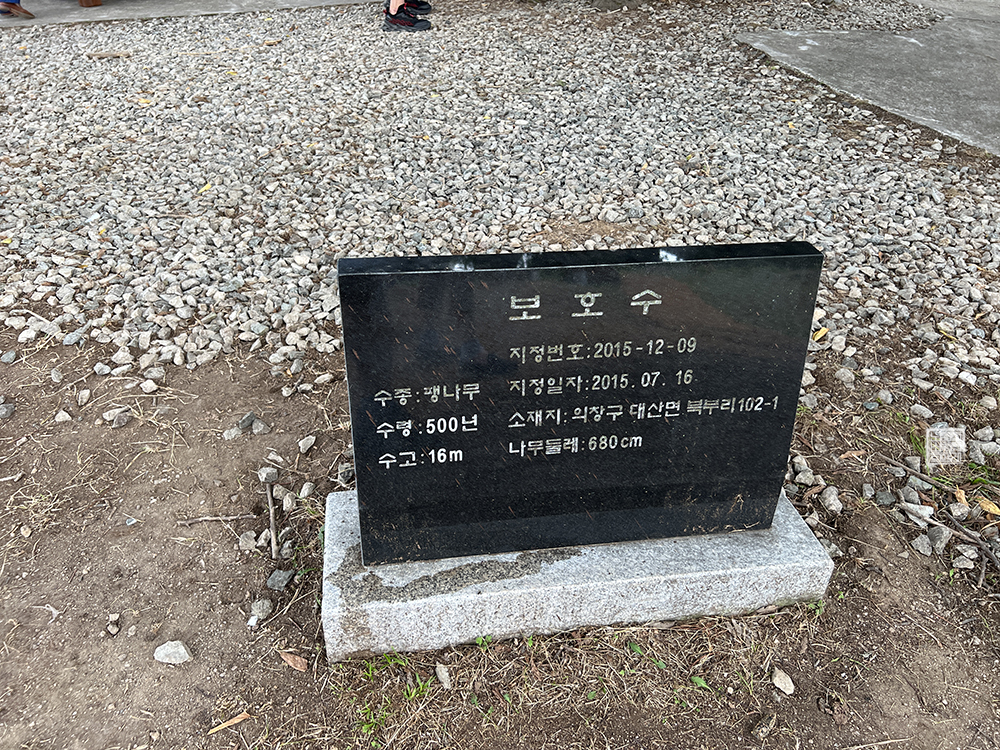 보호수
지정번호:2015-12-09
수종:팽나무 지정일자:2015.07.16
수령:500년 소재지:의창구 대산면 북부리102-1
수고:16m 나무둘레:680cm